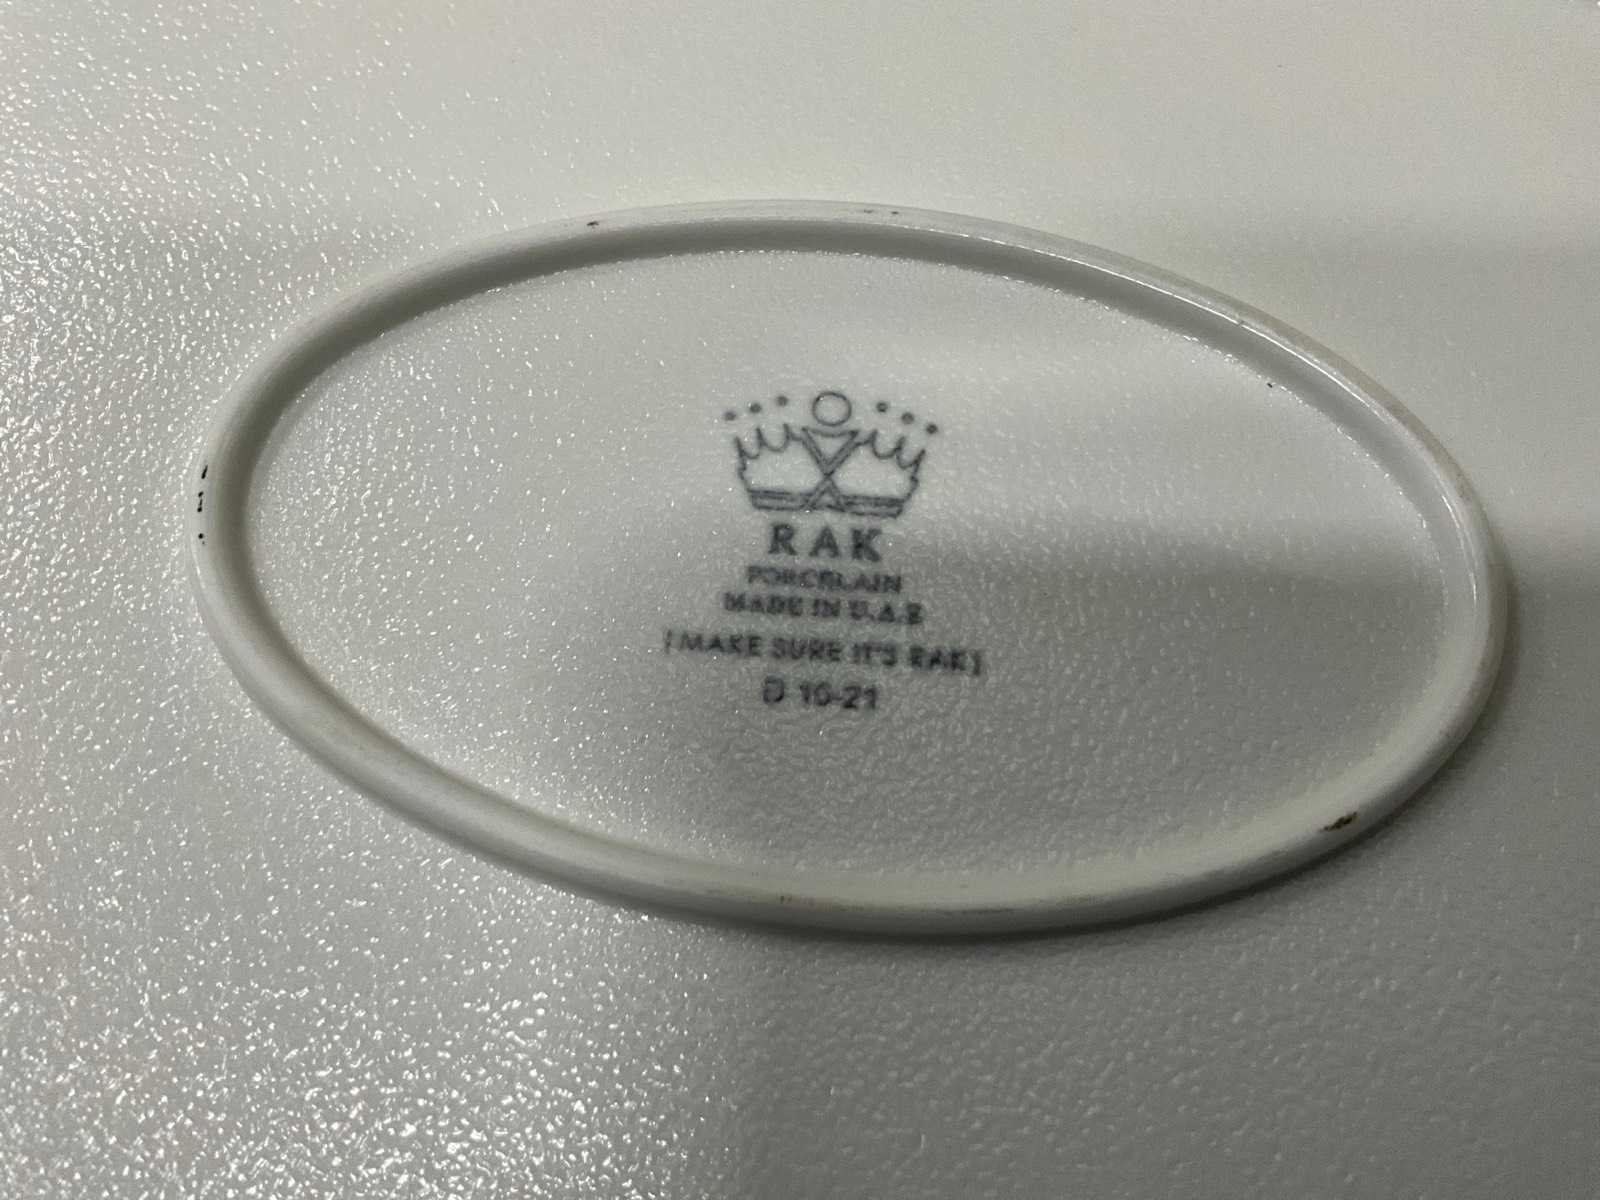 RAK
PORCELAIN
MADE IN U.A.E
[MAKE SURE IT'S RAK]
D 10-21